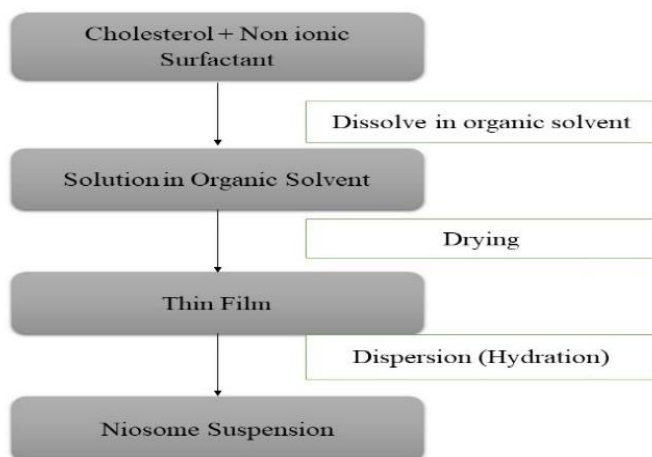 Cholesterol + Non ionic
Surfactant
Dissolve in organic solvent
Solution in Organic Solvent
Drying
Thin Film
Dispersion (Hydration)
Niosome Suspension